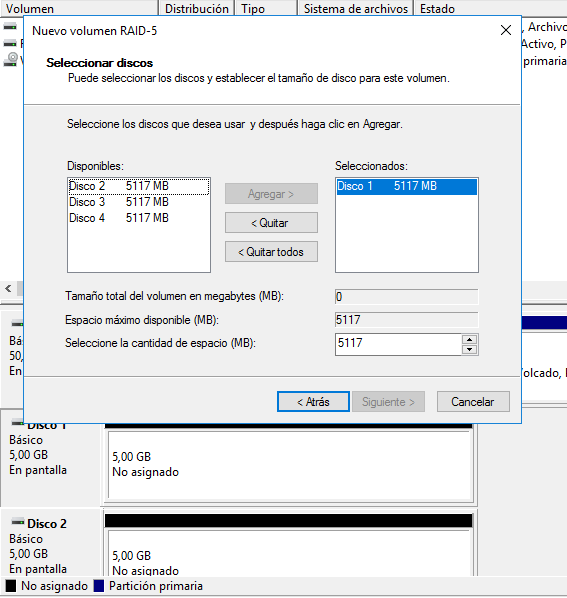 Volumen Distribución Tipo Sistema de archivos Estado
Nuevo volumen RAID-5
, Archivo
Activo, P
primaria
Seleccionar discos
Puede seleccionar los discos y establecer el tamaño de disco para este volumen.
Seleccione los discos que desea usar y después haga clic en Agregar.
Disponibles:
Seleccionados:
Disco 2 5117 MB
Disco 3 5117 MB
Disco 4 5117 MB
Agregar >
< Quitar
< Quitar todos
Disco 1 5117 MB
Tamaño total del volumen en megabytes (MB): 0
Espacio máximo disponible (MB): 5117
Seleccione la cantidad de espacio (MB): 5117
< Atrás
Siguiente >
Cancelar
Bás
50,
En
olcado,
Disco 1
Básico
5,00 GB
En pantalla
5,00 GB
No asignado
Disco 2
Básico
5,00 GB
En pantalla
5,00 GB
No asignado
No asignado Partición primaria